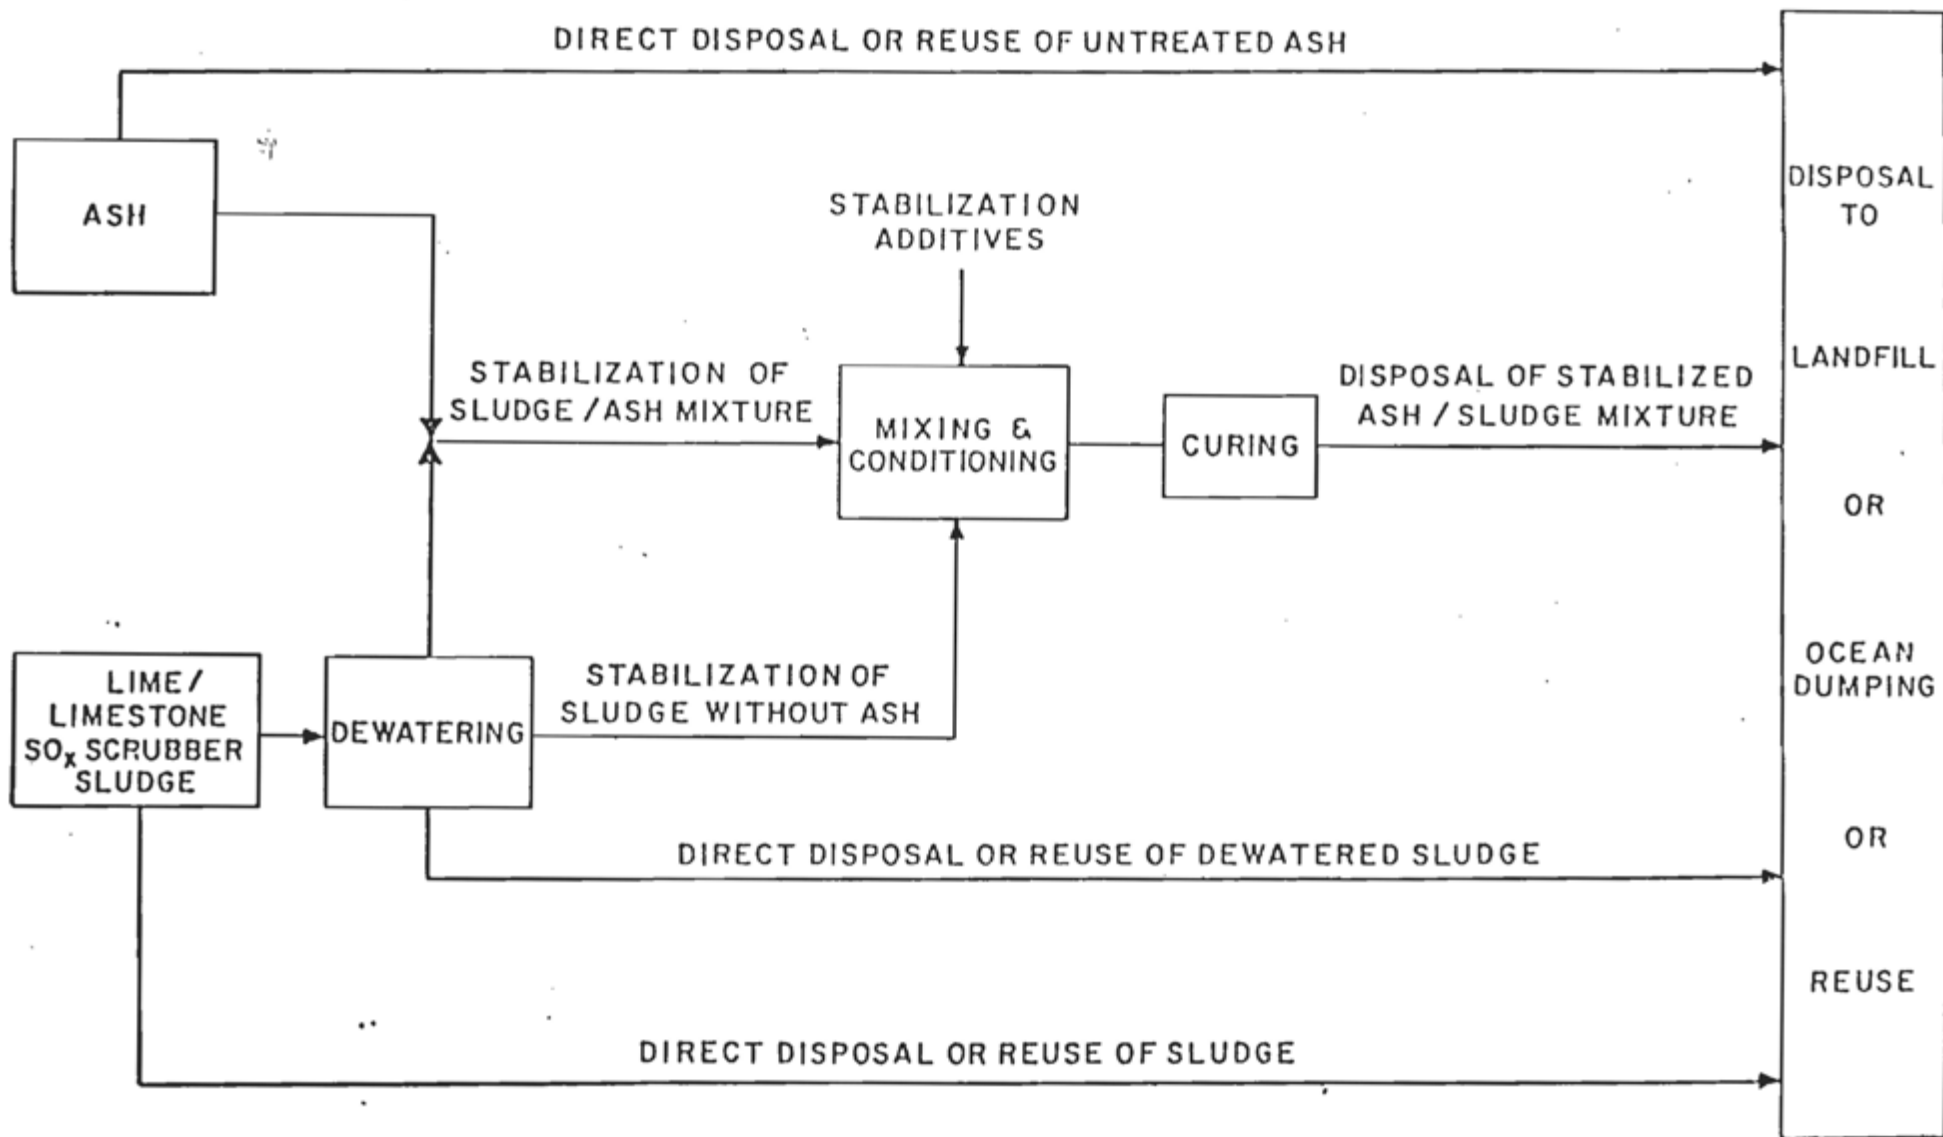 DIRECT DISPOSAL OR REUSE OF UNTREATED ASH
ASH
STABILIZATION
ADDITIVES
STABILIZATION OF
SLUDGE / ASH MIXTURE
MIXING &
CONDITIONING
CURING
DISPOSAL OF STABILIZED
ASH / SLUDGE MIXTURE
LIME /
LIMESTONE
SOx SCRUBBER
SLUDGE
DEWATERING
STABILIZATION OF
SLUDGE WITHOUT ASH
DIRECT DISPOSAL OR REUSE OF DEWATERED SLUDGE
DIRECT DISPOSAL OR REUSE OF SLUDGE
DISPOSAL
TO
LANDFILL
OR
OCEAN
DUMPING
OR
REUSE